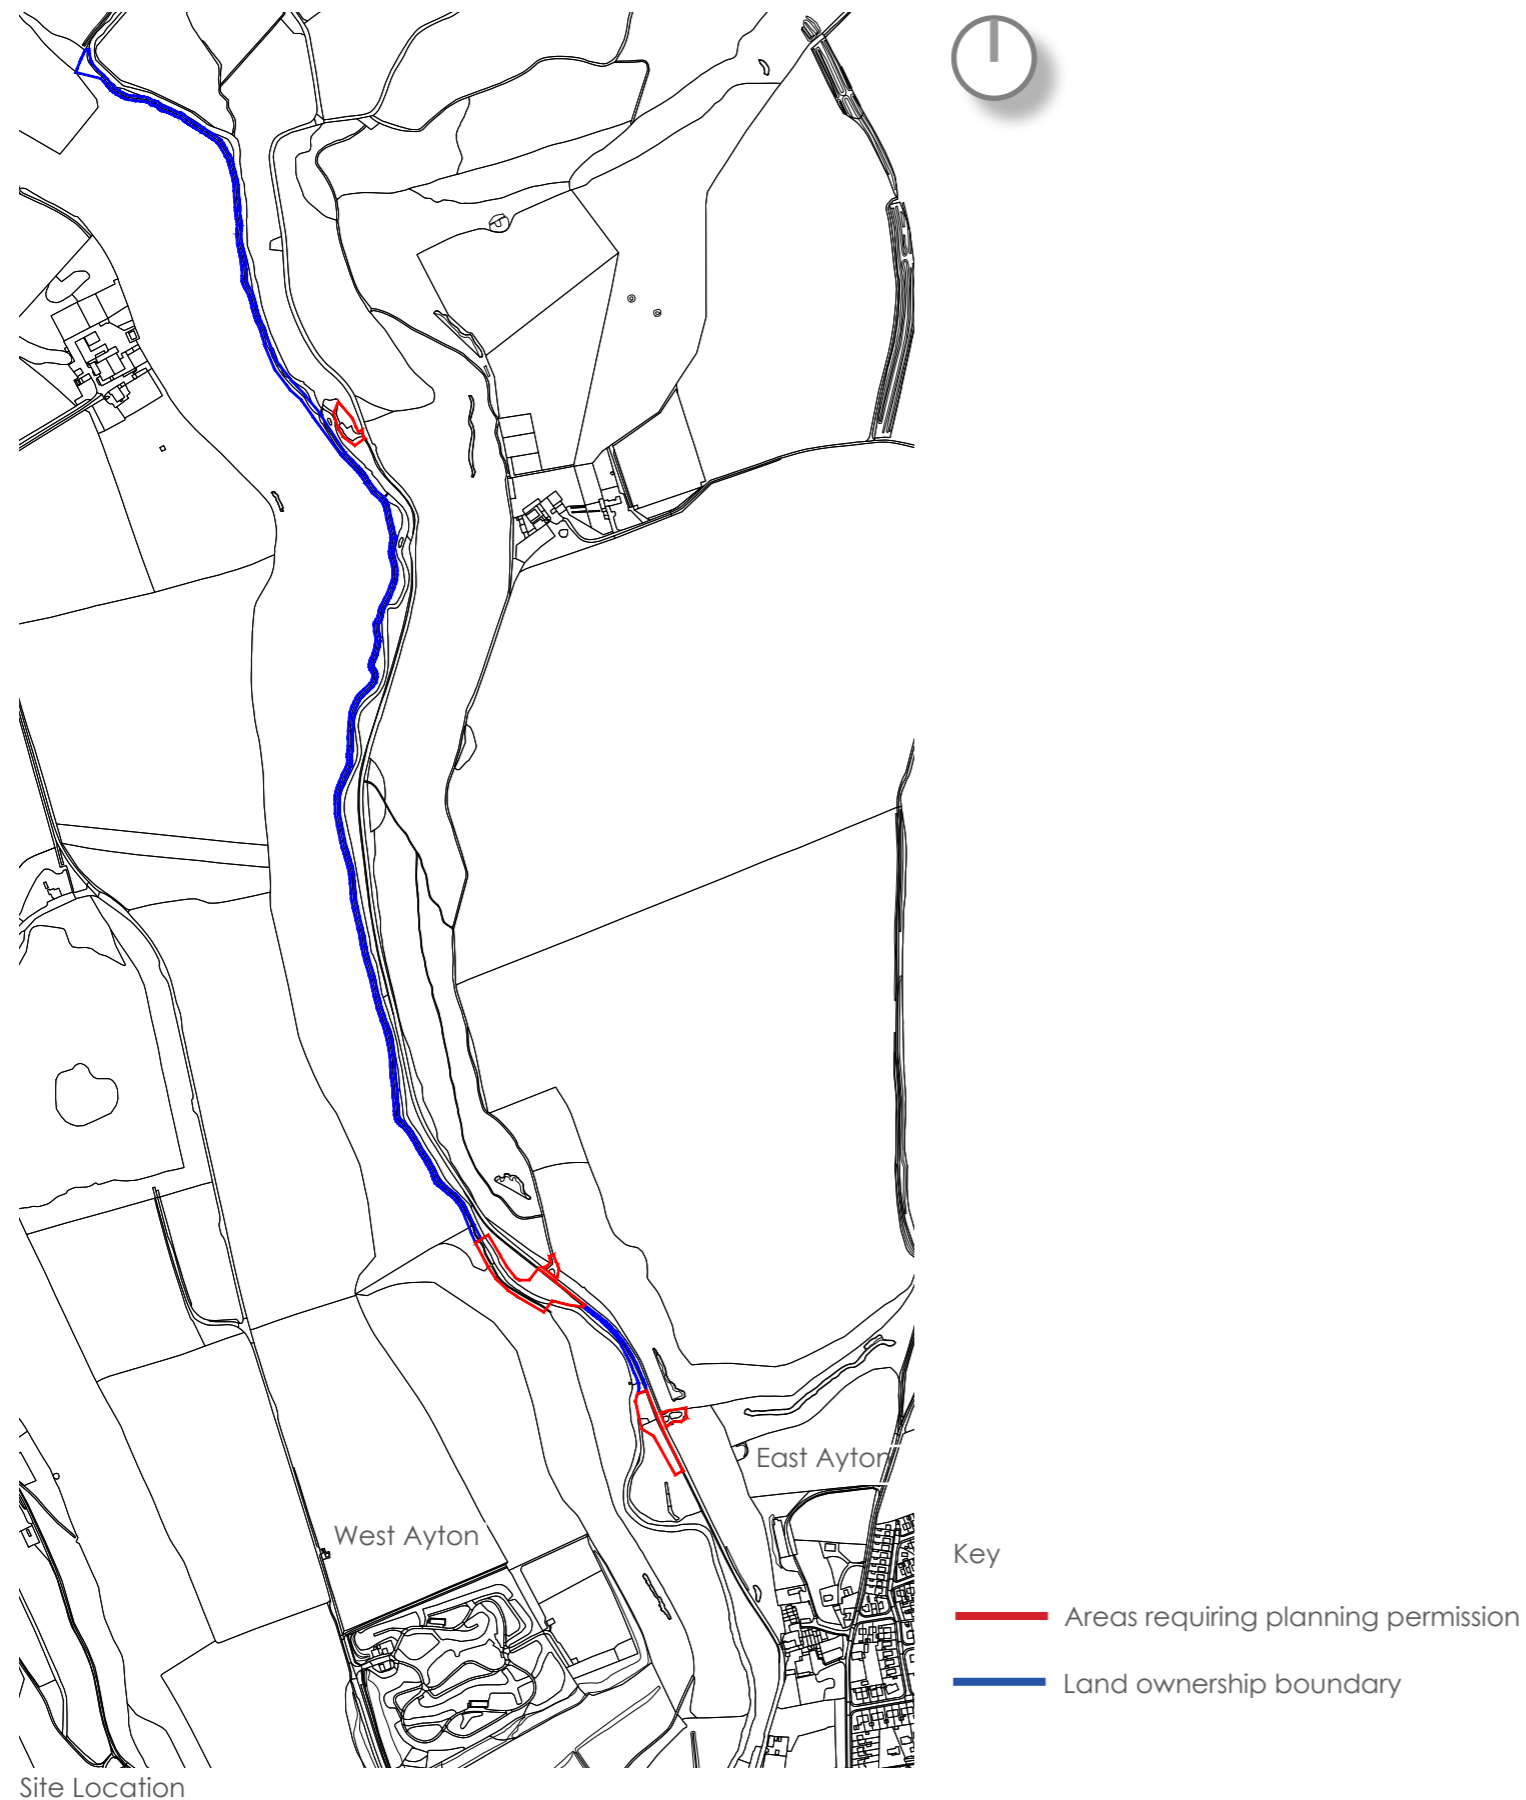 East Ayton
West Ayton
Key
Areas requiring planning permission
Land ownership boundary
Site Location